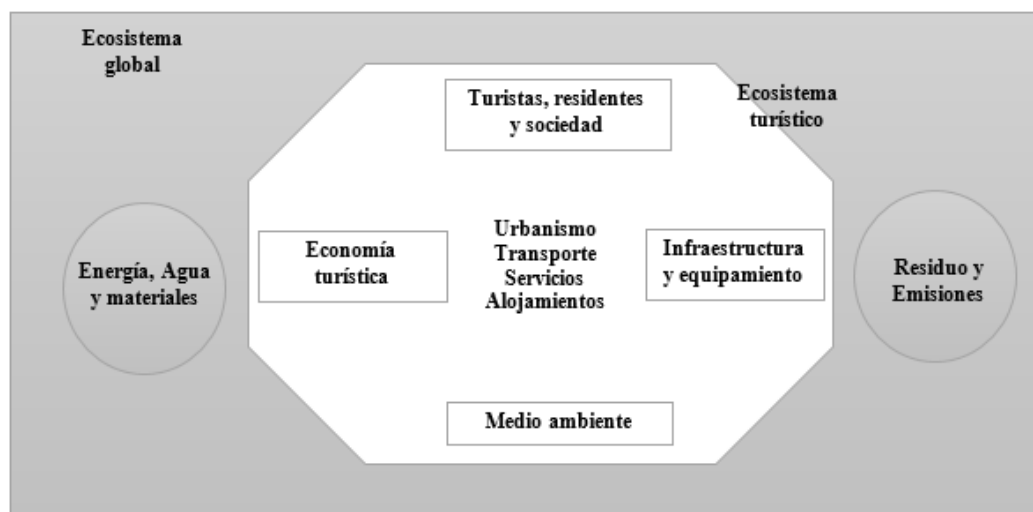 Ecosistema
global
Turistas, residentes
y sociedad
Ecosistema
turístico
Energía, Agua
y materiales
Economía
turística
Urbanismo
Transporte
Servicios
Alojamientos
Infraestructura
y equipamiento
Residuo y
Emisiones
Medio ambiente